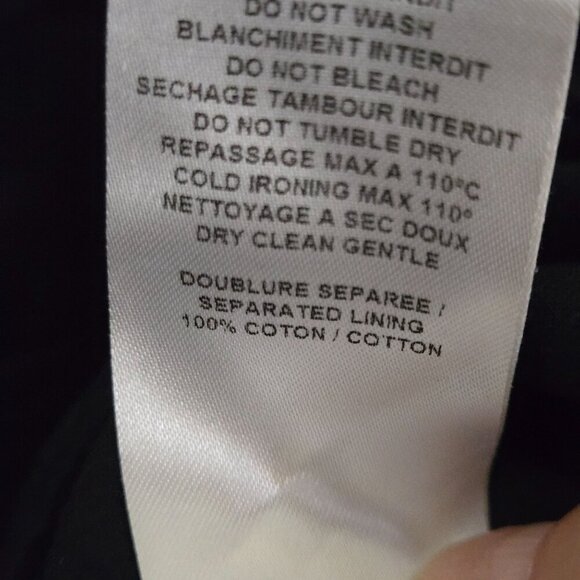 DO NOT WASH
BLANCHIMENT INTERDIT
DO NOT BLEACH
SECHAGE TAMBOUR INTERDIT
DO NOT TUMBLE DRY
REPASSAGE MAX A 110°C
COLD IRONING MAX 110°
NETTOYAGE A SEC DOUX
DRY CLEAN GENTLE
DOUBLURE SEPAREE /
SEPARATED LINING
100% COTON / COTTON